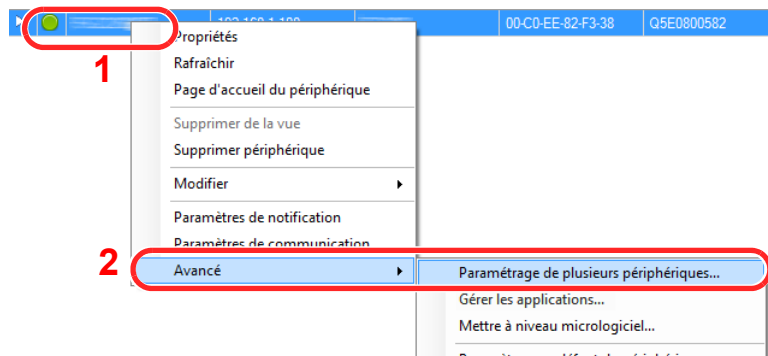 00-C0-EE-82-F3-38 Q5E0800582
1
Propriétés
Rafraîchir
Page d'accueil du périphérique
Supprimer de la vue
Supprimer périphérique
Modifier
Paramètres de notification
Paramètres de communication
2
Avancé
Paramétrage de plusieurs périphériques...
Gérer les applications...
Mettre à niveau micrologiciel...